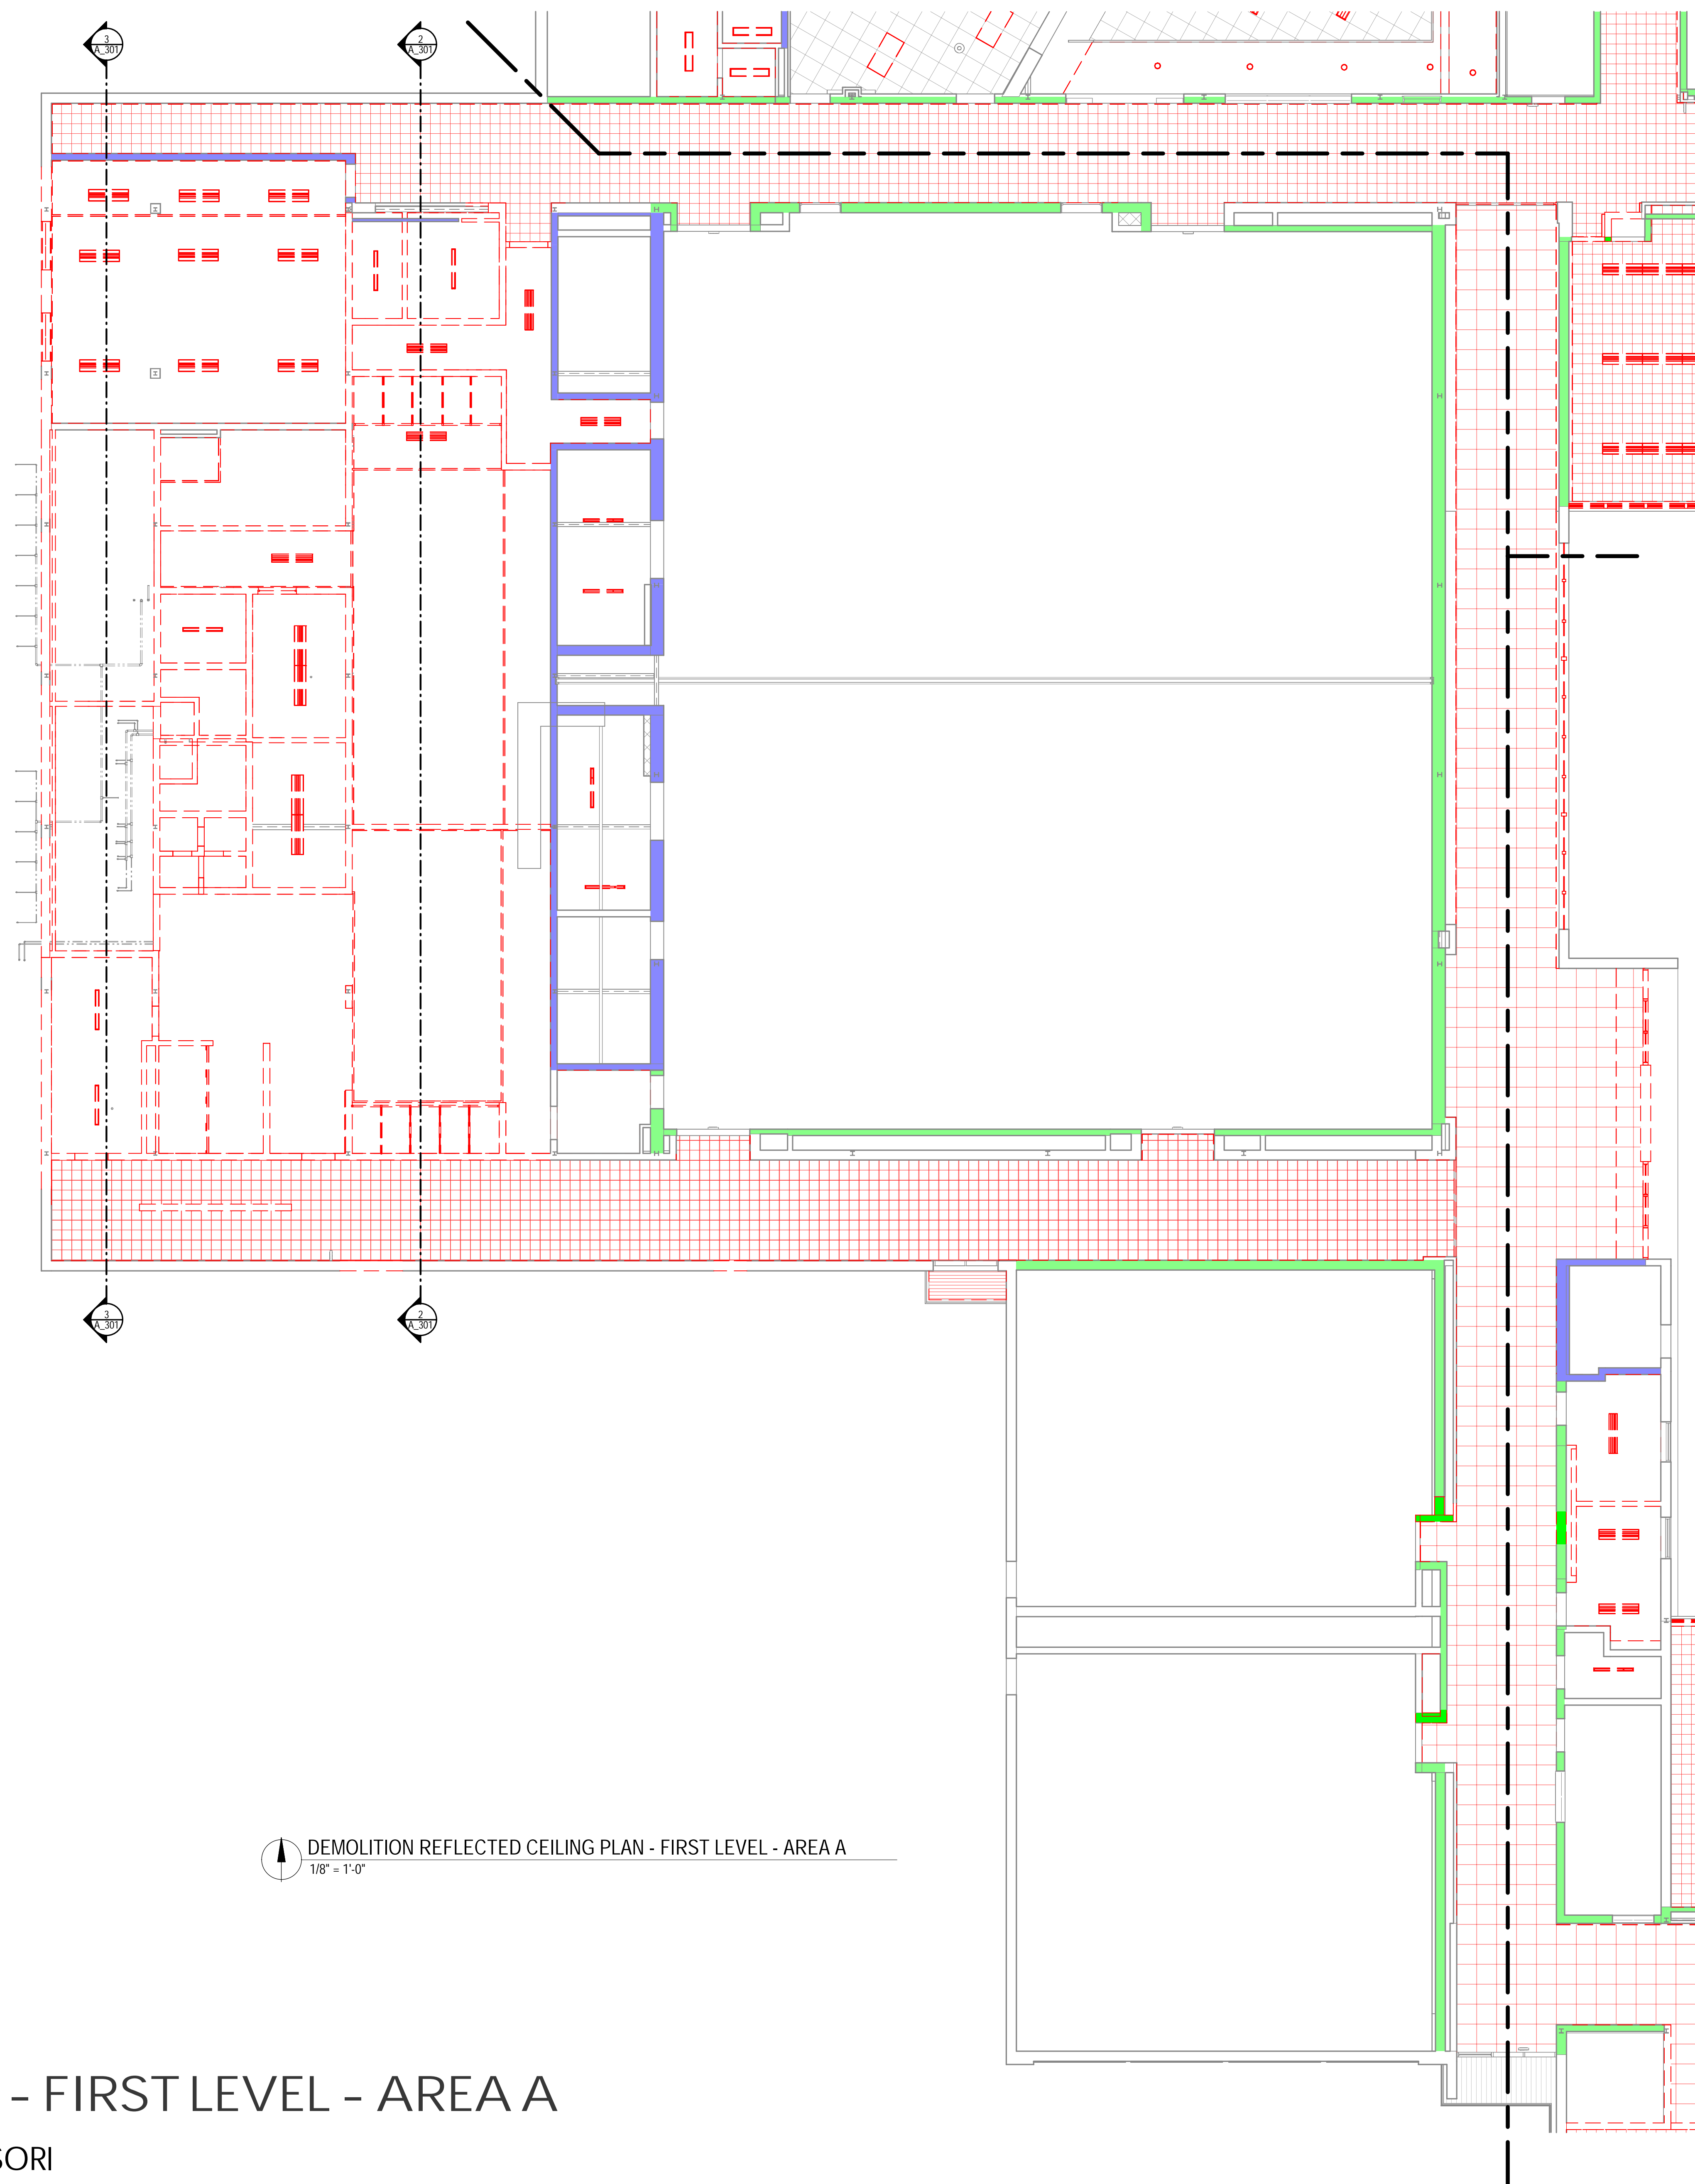 3
A_301
2
A_301
3
A_301
2
A_301
DEMOLITION REFLECTED CEILING PLAN - FIRST LEVEL - AREA A
1/8" = 1'-0"
- FIRST LEVEL - AREA A
SORI